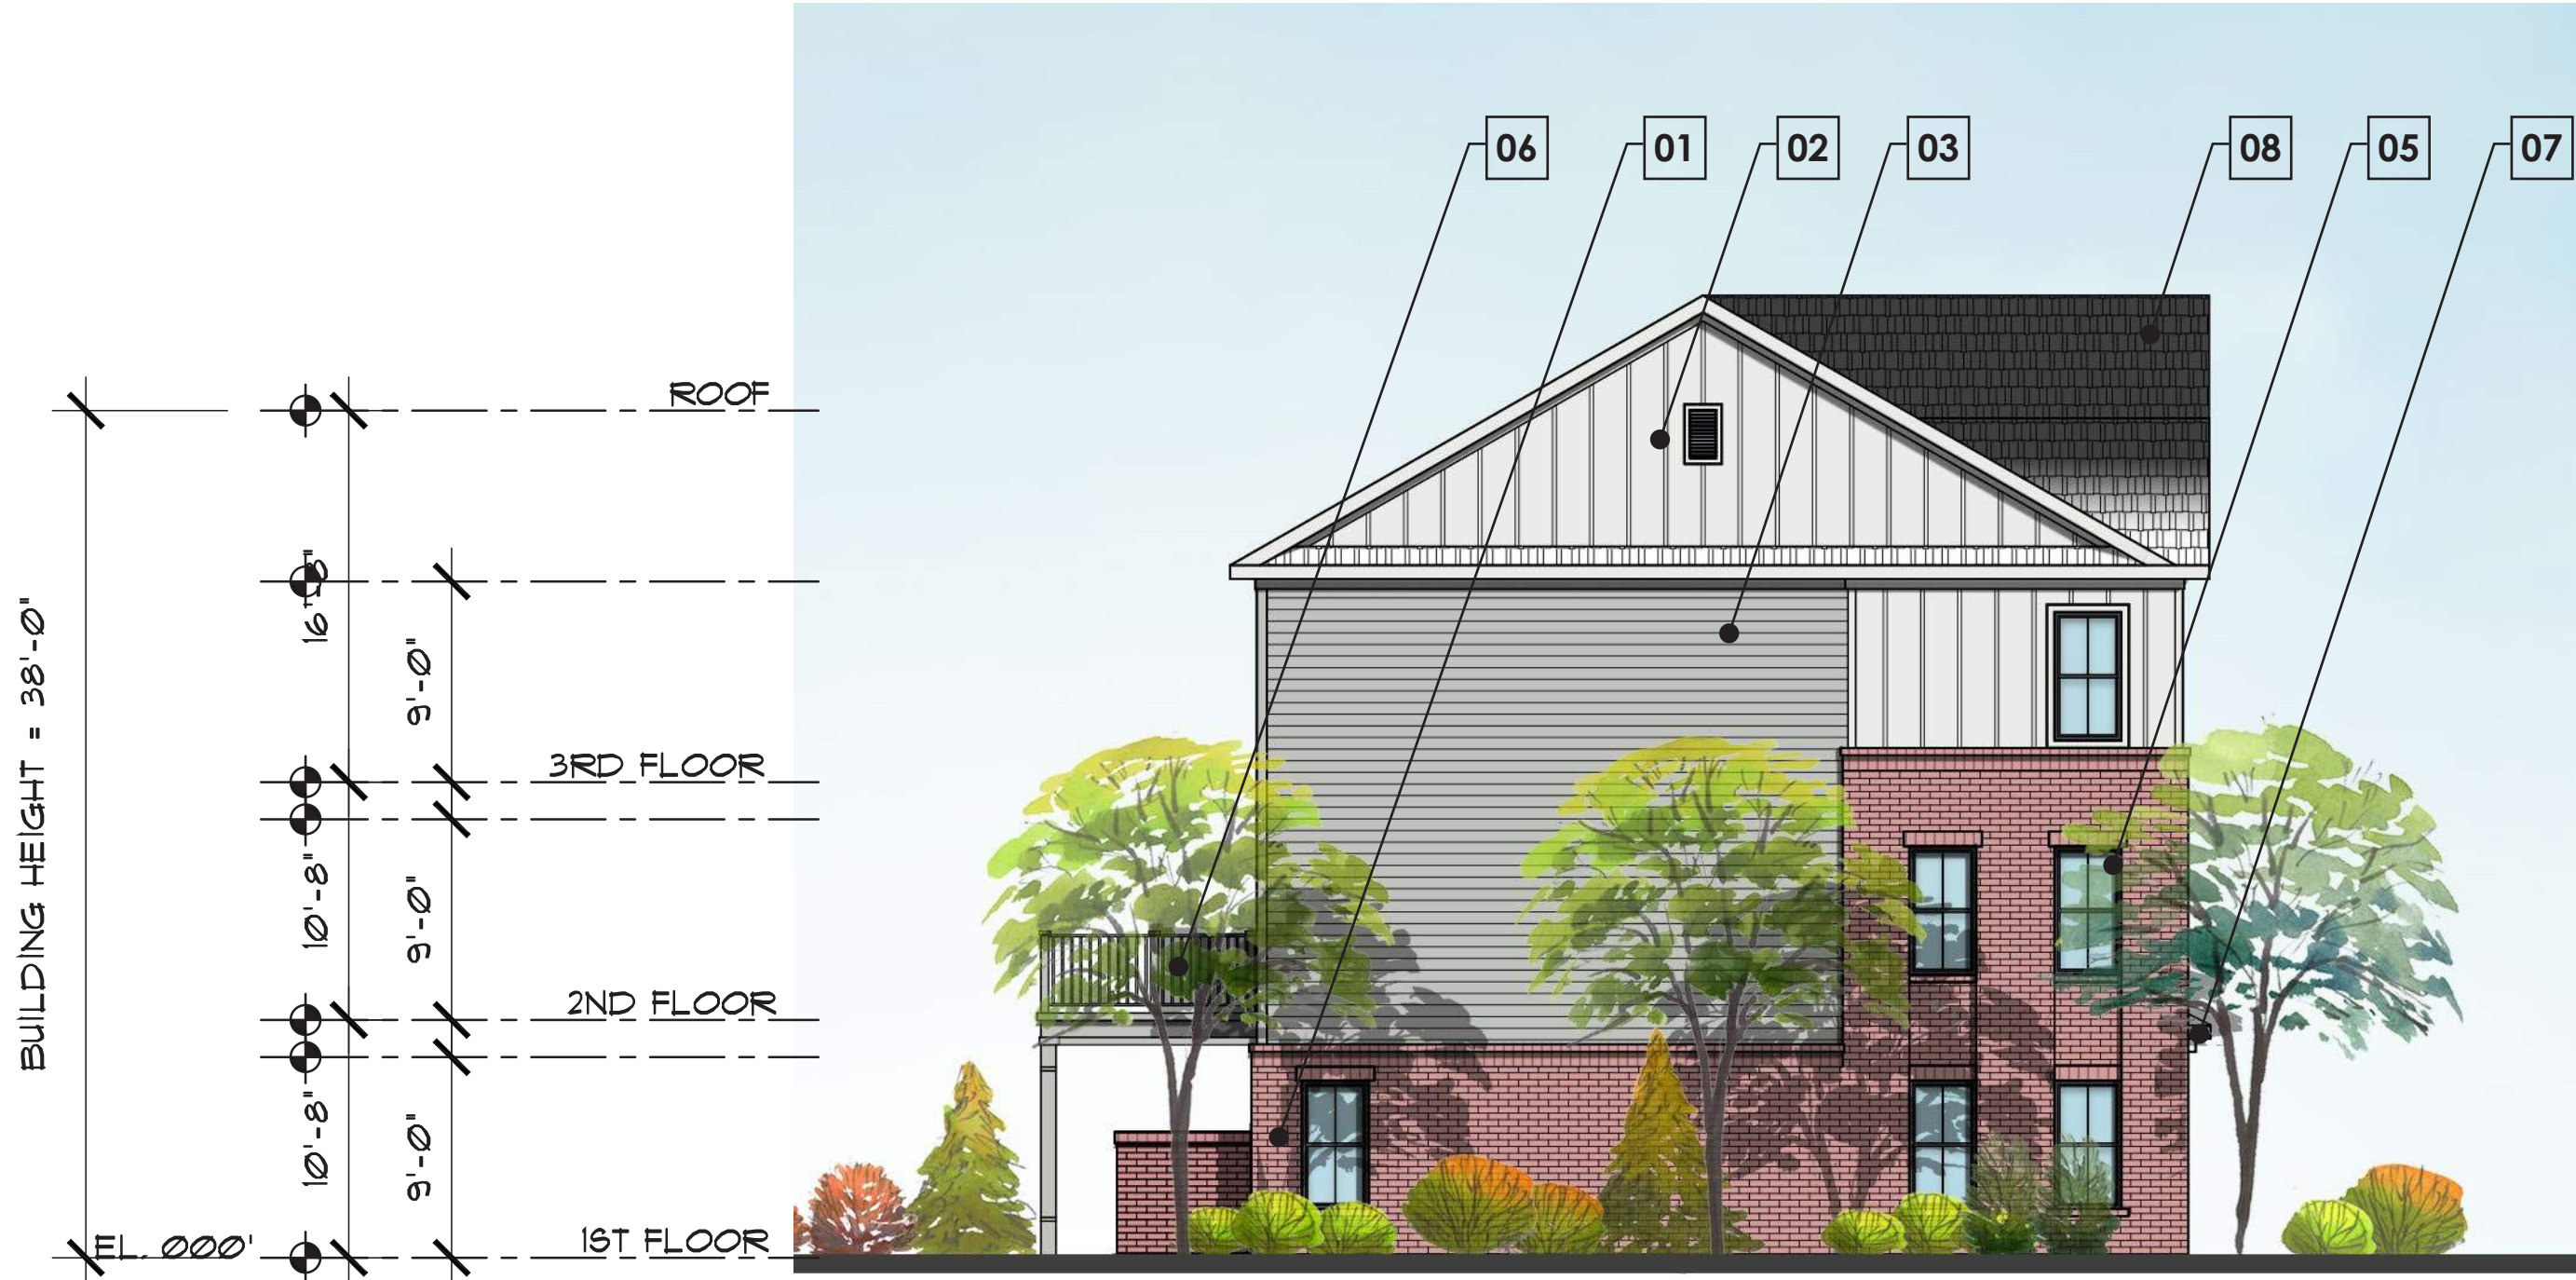 06 01 02 03 08 05 07
ROOF
16'-8"
BUILDING HEIGHT = 38'-0"
9'-0"
3RD FLOOR
10'-8"
9'-0"
2ND FLOOR
10'-8"
9'-0"
EL. 000'
1ST FLOOR